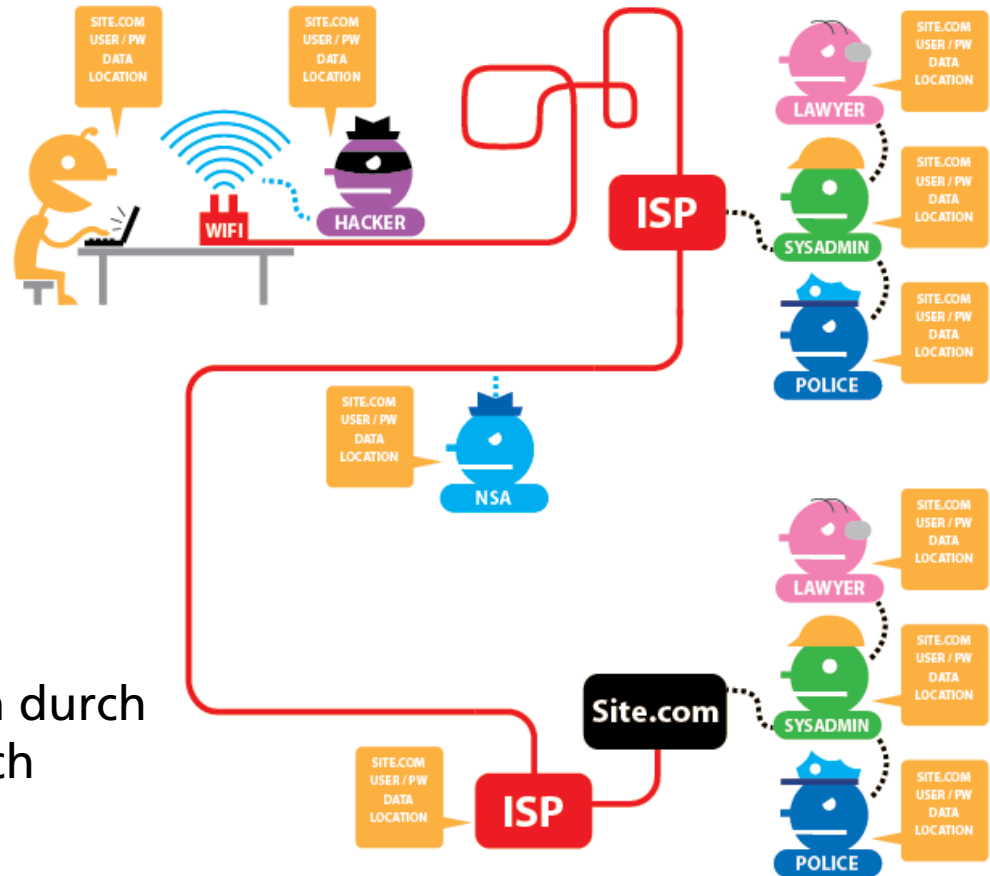 SITE.COM
USER / PW
DATA
LOCATION
SITE.COM
USER / PW
DATA
LOCATION
WIFI
HACKER
ISP
SITE.COM
USER / PW
DATA
LOCATION
LAWYER
SITE.COM
USER / PW
DATA
LOCATION
SYSADMIN
SITE.COM
USER / PW
DATA
LOCATION
POLICE
SITE.COM
USER / PW
DATA
LOCATION
NSA
SITE.COM
USER / PW
DATA
LOCATION
LAWYER
SITE.COM
USER / PW
DATA
LOCATION
SYSADMIN
SITE.COM
USER / PW
DATA
LOCATION
POLICE
Site.com
durch
SITE.COM
USER / PW
DATA
LOCATION
ISP